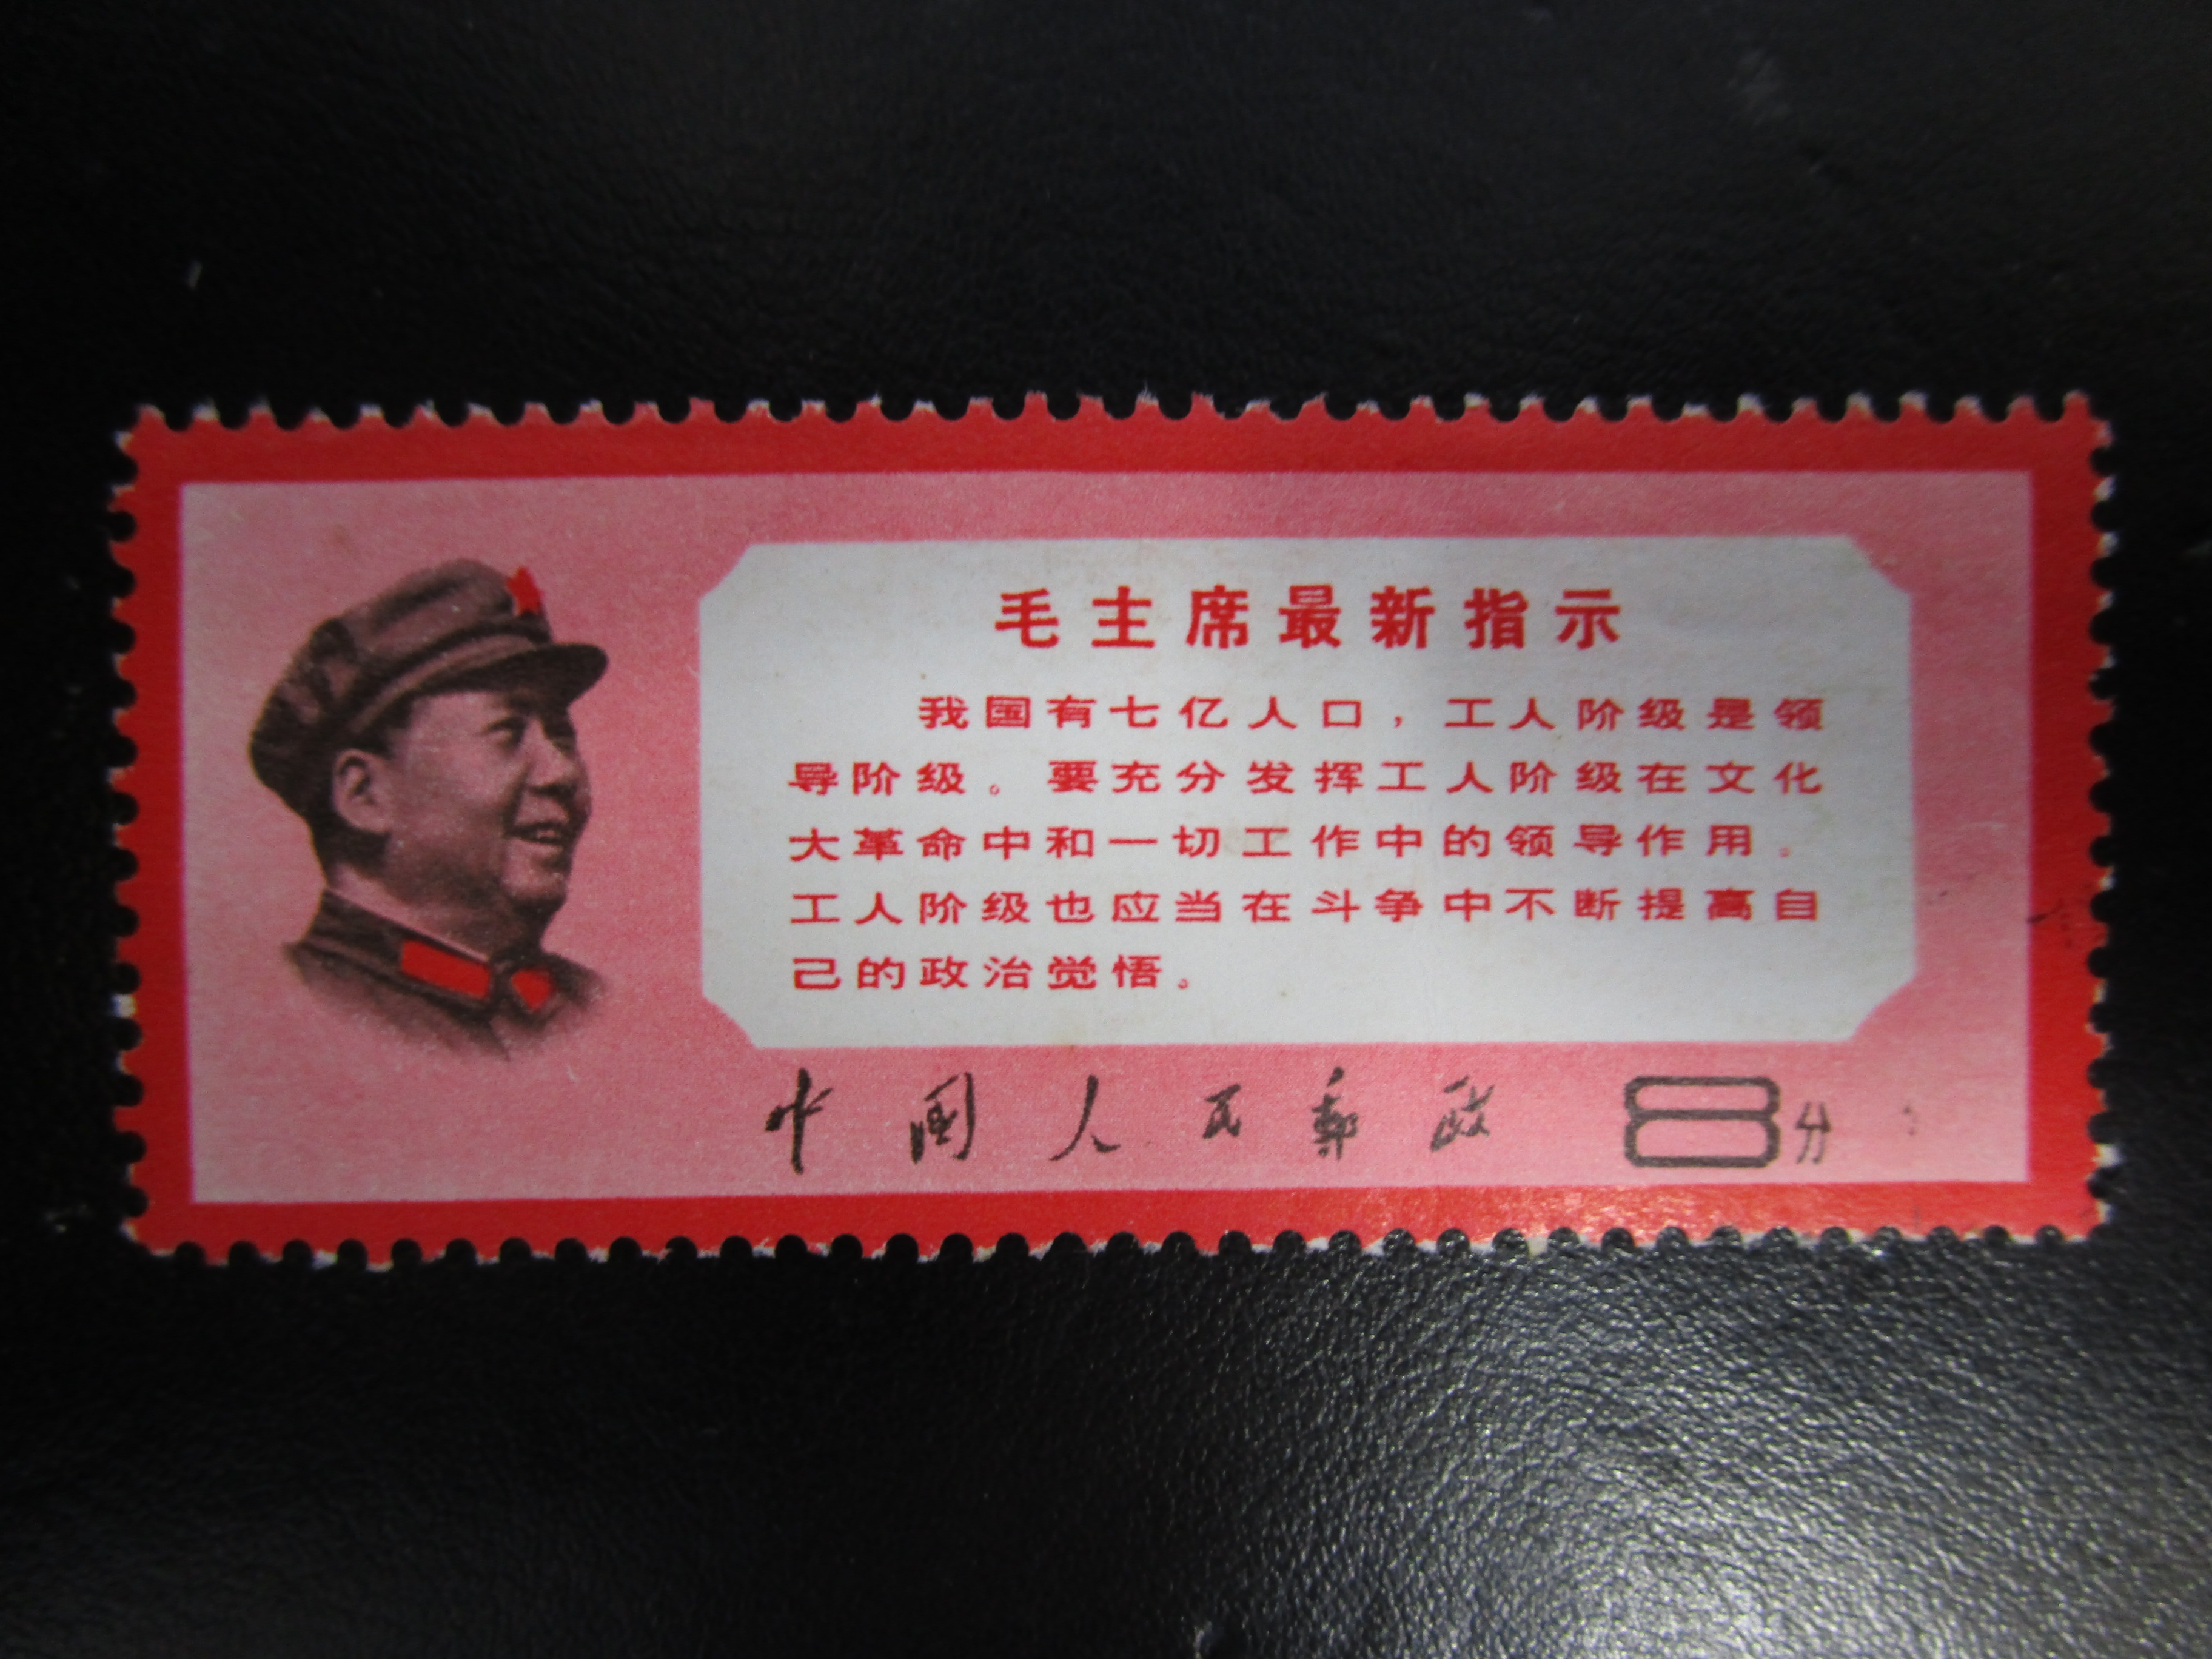 毛主席最新指示
我国有七亿人口，工人阶级是领
导阶级。要充分发挥工人阶级在文化
大革命中和一切工作中的领导作用。
工人阶级也应当在斗争中不断提高自
己的政治觉悟。
中国人民邮政 8分